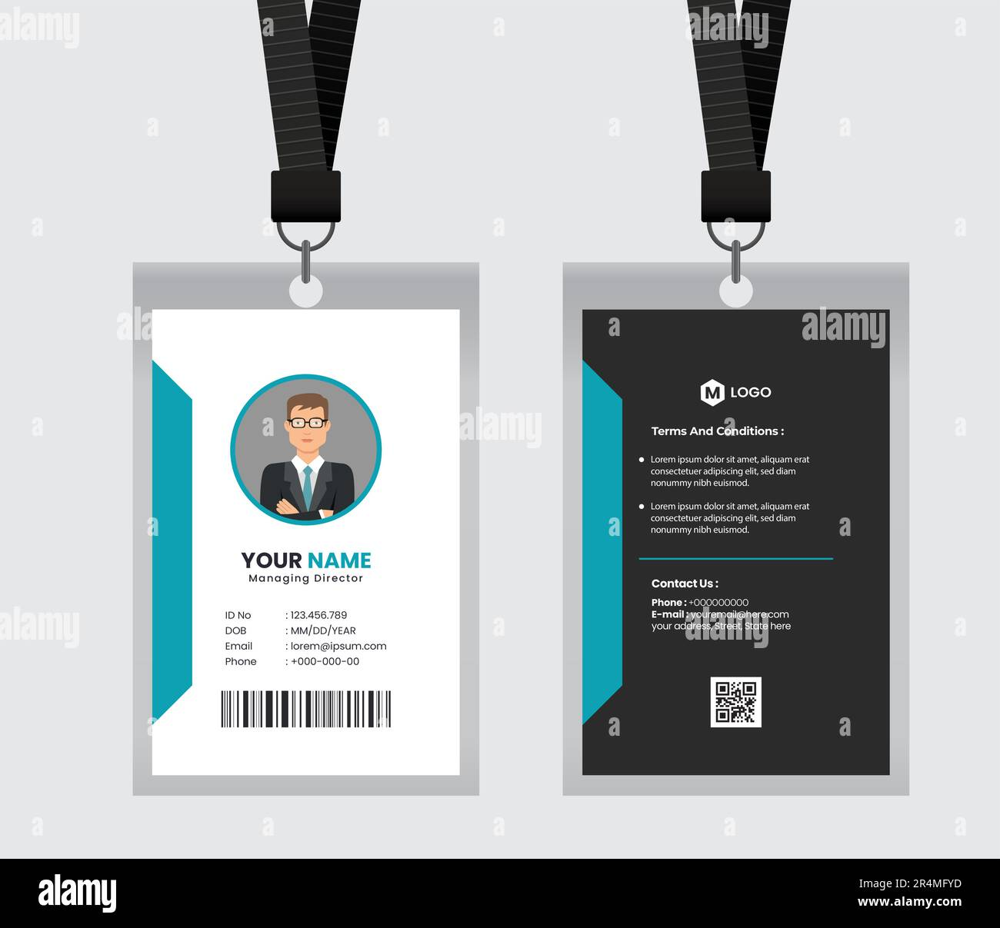 YOUR NAME
Managing Director
ID No : 123.456.789
DOB : MM/DD/YEAR
Email : lorem@ipsum.com
Phone : +000-000-00
M LOGO
Terms And Conditions :
Lorem ipsum dolor sit amet, aliquam erat
consectetuer adipiscing elit, sed diam
nonummy nibh euismod.
Lorem ipsum dolor sit amet, aliquam erat
consectetuer adipiscing elit, sed diam
nonummy nibh euismod.
Contact Us :
Phone : +000000000
E-mail : youremail@here.com
your address, Street, State here
alamy
Image ID: 2R4MFYD
www.alamy.com